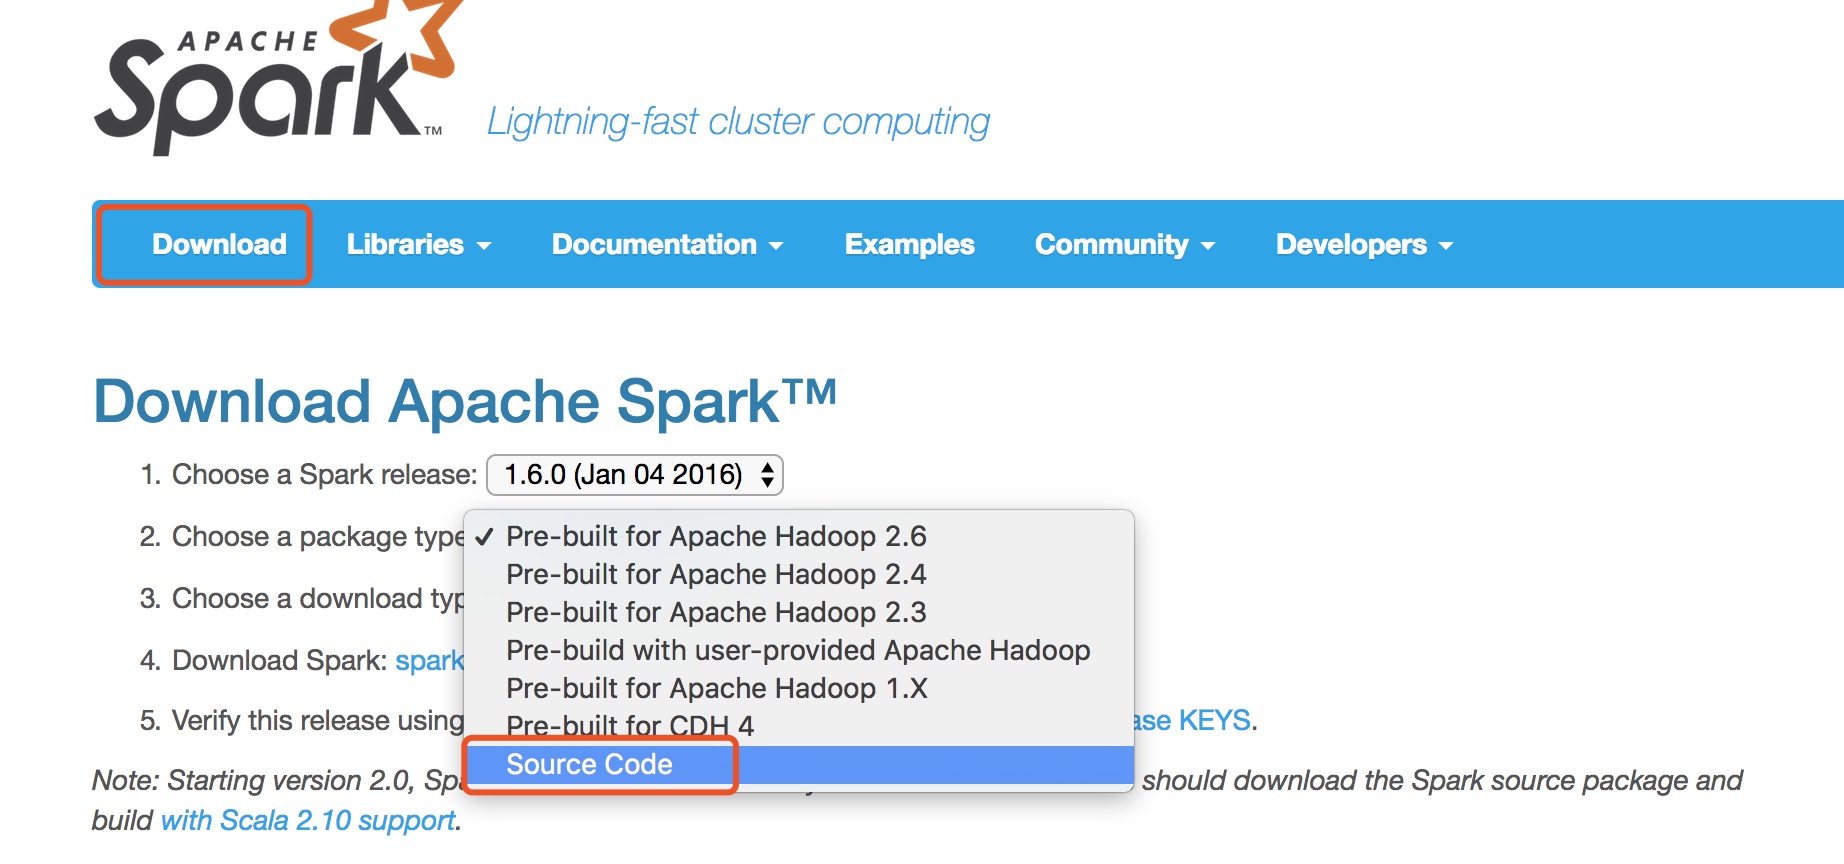 APACHE
Spark™
Lightning-fast cluster computing
Download Libraries Documentation Examples Community Developers
Download Apache Spark™
1. Choose a Spark release: 1.6.0 (Jan 04 2016)
2. Choose a package type ✓ Pre-built for Apache Hadoop 2.6
Pre-built for Apache Hadoop 2.4
3. Choose a download typ
Pre-built for Apache Hadoop 2.3
Pre-build with user-provided Apache Hadoop
4. Download Spark: spark
Pre-built for Apache Hadoop 1.X
5. Verify this release using Pre-built for CDH 4 ase KEYS.
Source Code
Note: Starting version 2.0, Spa should download the Spark source package and
build with Scala 2.10 support.